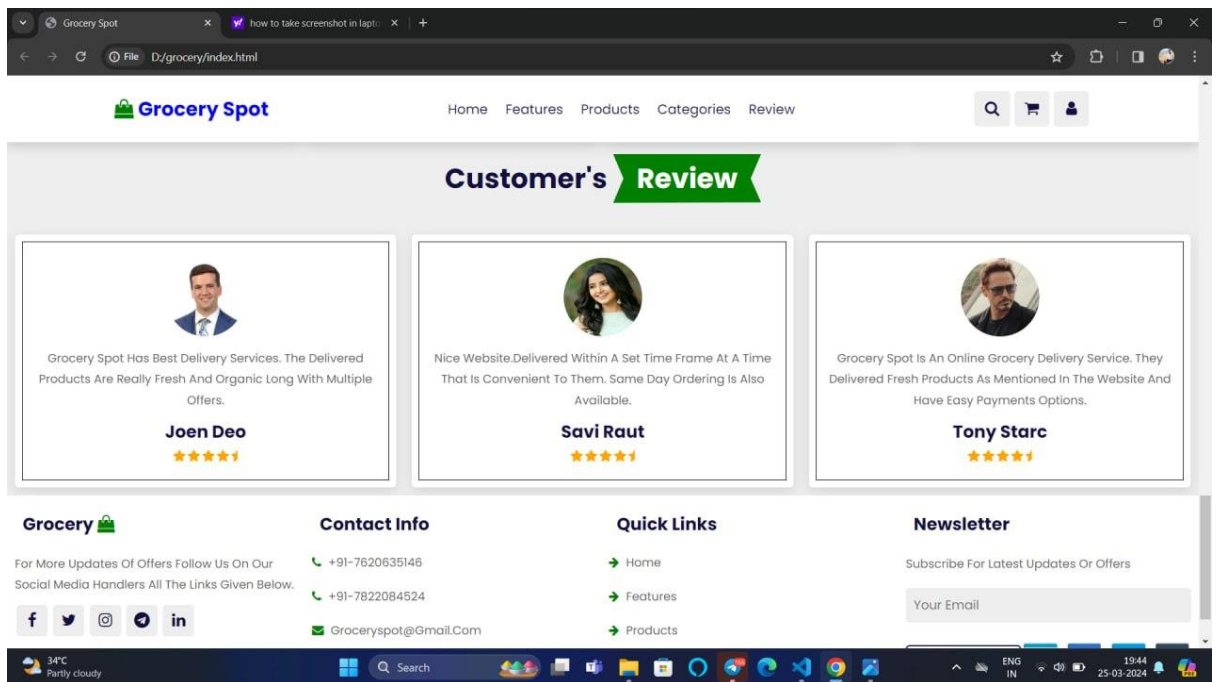 Grocery Spot
how to take screenshot in lapto
File D:/grocery/index.html
Grocery Spot
Home Features Products Categories Review
Customer's Review
Grocery Spot Has Best Delivery Services. The Delivered
Products Are Really Fresh And Organic Long With Multiple
Offers.
Joen Deo
Nice Website.Delivered Within A Set Time Frame At A Time
That Is Convenient To Them. Same Day Ordering Is Also
Available.
Savi Raut
Grocery Spot Is An Online Grocery Delivery Service. They
Delivered Fresh Products As Mentioned In The Website And
Have Easy Payments Options.
Tony Starc
Grocery
For More Updates Of Offers Follow Us On Our
Social Media Handlers All The Links Given Below.
Contact Info
+91-7620635146
+91-7822084524
Groceryspot@Gmail.Com
Quick Links
Home
Features
Products
Newsletter
Subscribe For Latest Updates Or Offers
Your Email
34°C
Partly cloudy
Search
ENG
IN
19:44
25-03-2024